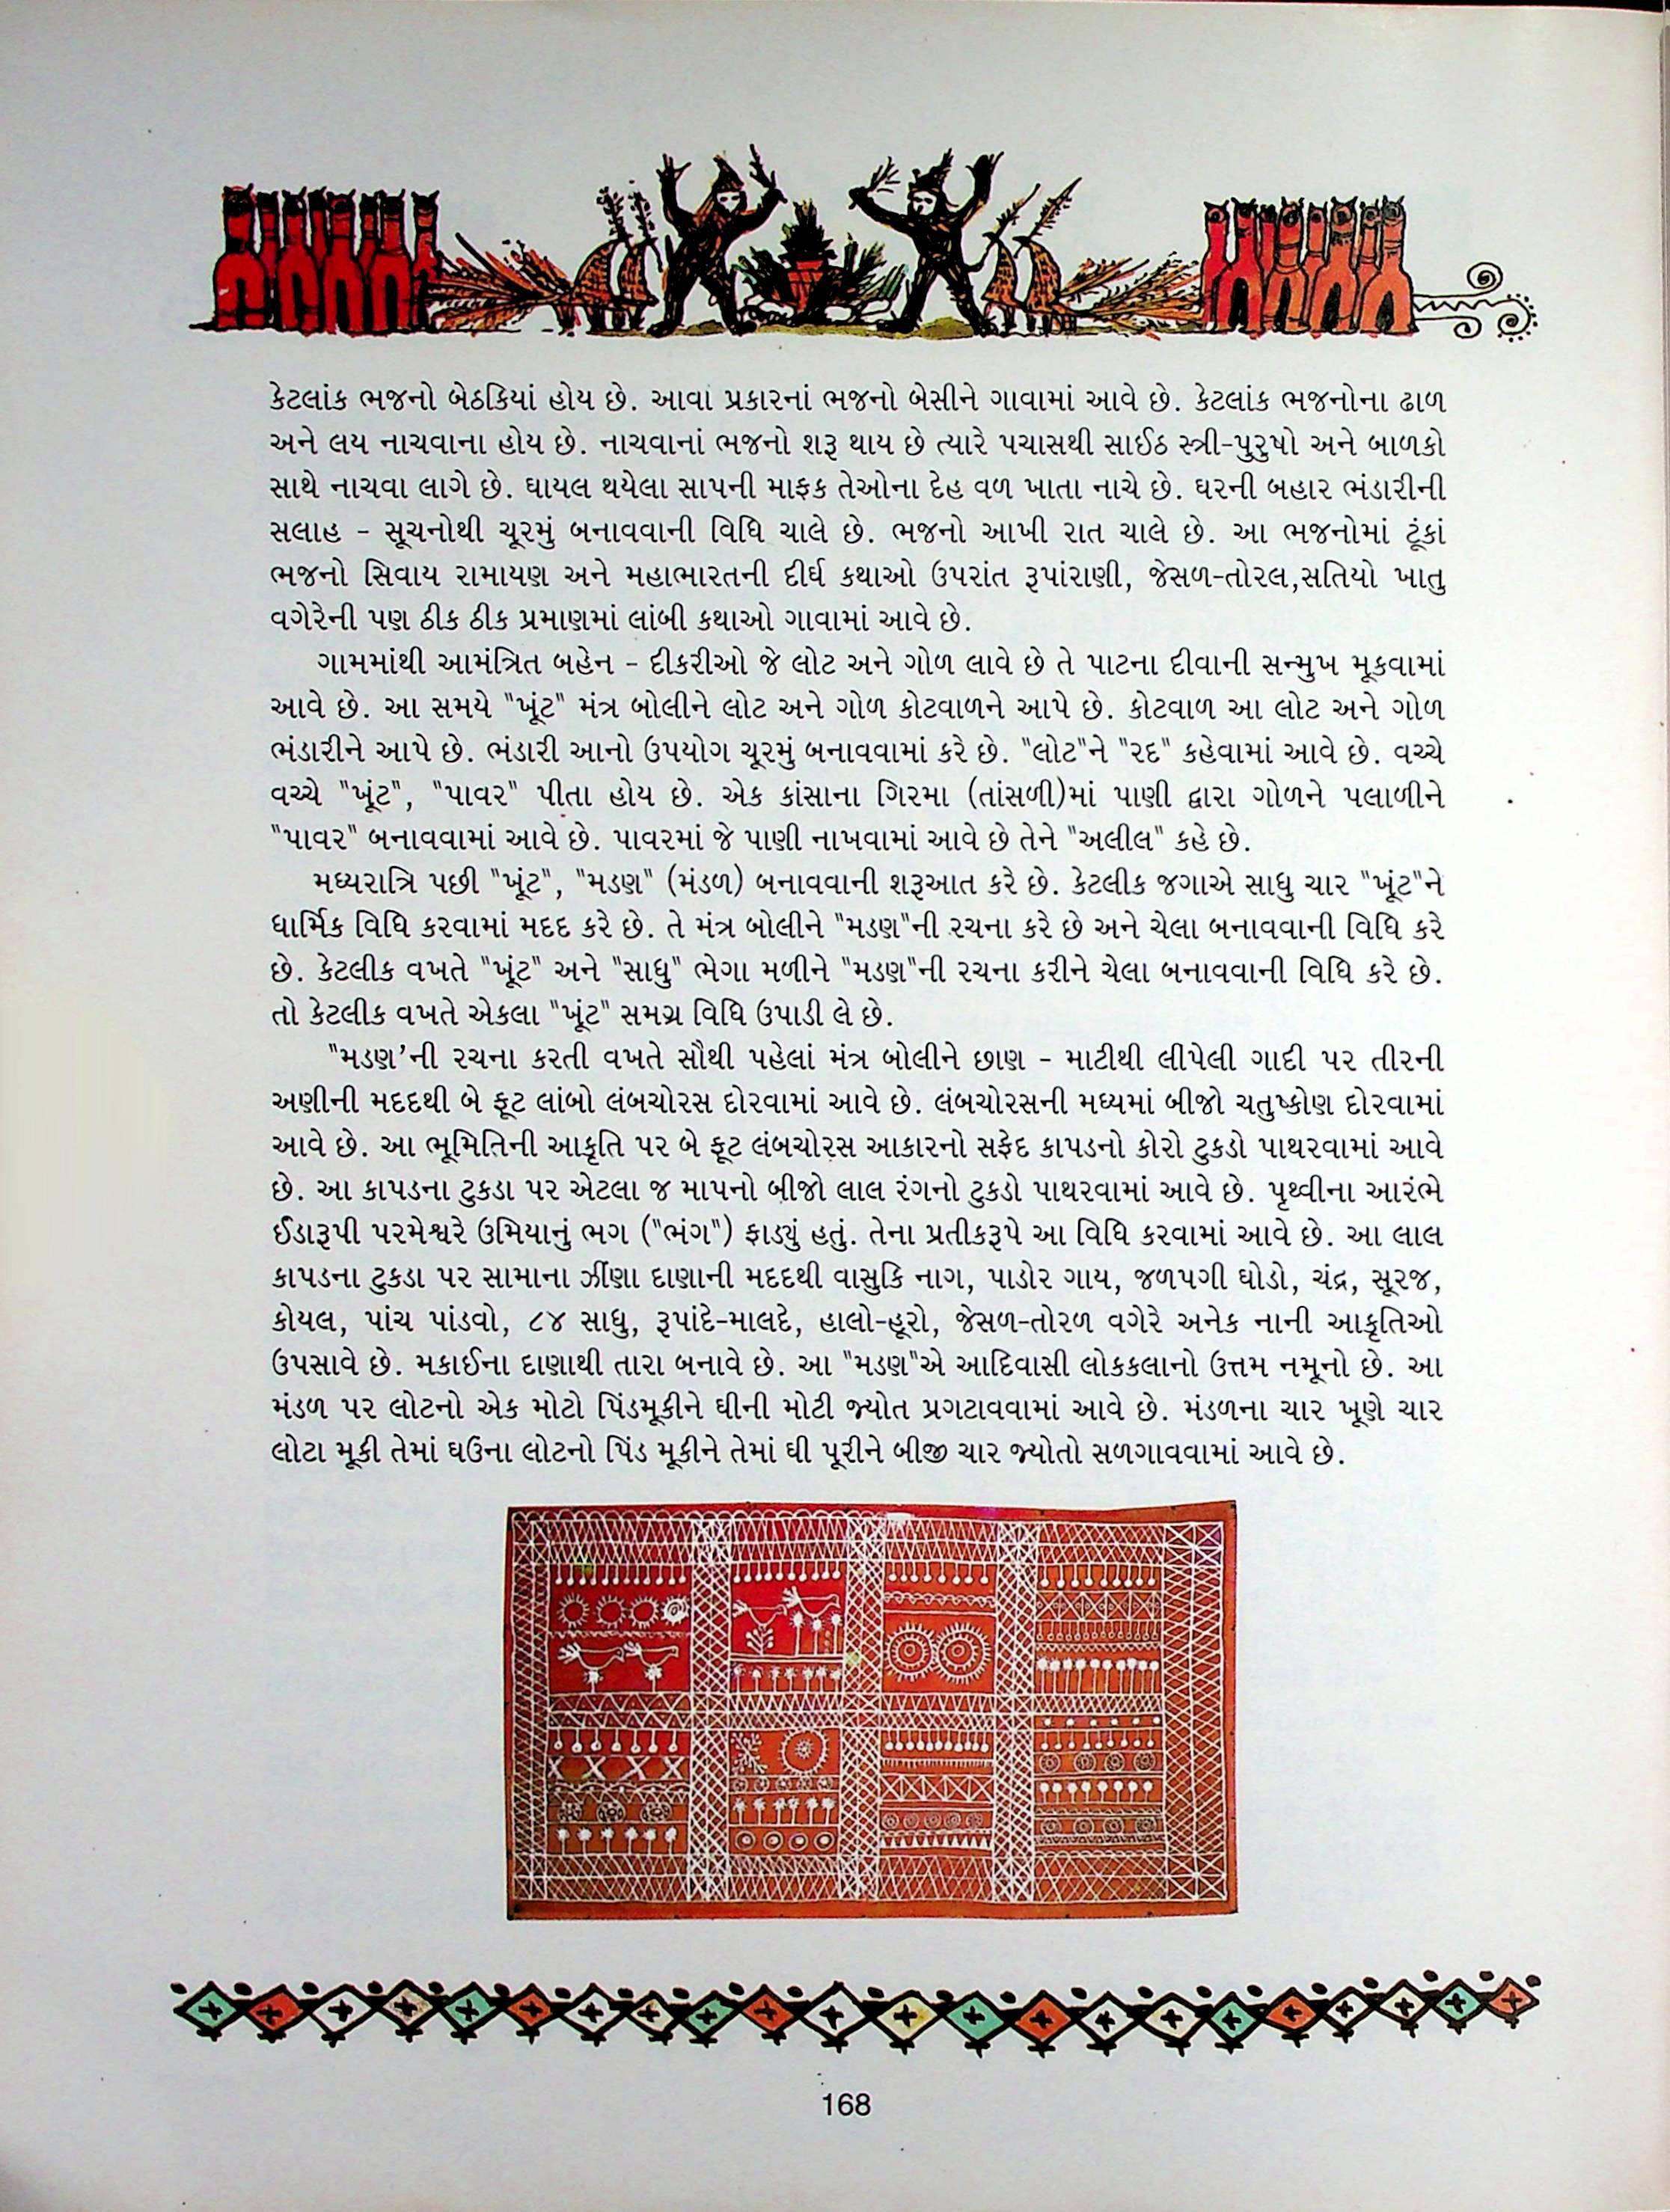 કેટલાંક ભજનો બેઠકિયાં હોય છે. આવા પ્રકારનાં ભજનો બેસીને ગાવામાં આવે છે. કેટલાંક ભજનોના ઢાળ
અને લય નાચવાના હોય છે. નાચવાનાં ભજનો શરૂ થાય છે ત્યારે પચાસથી સાઈઠ સ્ત્રી-પુરુષો અને બાળકો
સાથે નાચવા લાગે છે. ઘાયલ થયેલા સાપની માફક તેઓના દેહ વળ ખાતા નાચે છે. ઘરની બહાર ભંડારીની
સલાહ - સૂચનોથી ચૂરમું બનાવવાની વિધિ ચાલે છે. ભજનો આખી રાત ચાલે છે. આ ભજનોમાં ટૂંકાં
ભજનો સિવાય રામાયણ અને મહાભારતની દીર્ઘ કથાઓ ઉપરાંત રૂપાંરાણી, જેસળ-તોરલ,સતિયો ખાતુ
વગેરેની પણ ઠીક ઠીક પ્રમાણમાં લાંબી કથાઓ ગાવામાં આવે છે.
ગામમાંથી આમંત્રિત બહેન - દીકરીઓ જે લોટ અને ગોળ લાવે છે તે પાટના દીવાની સન્મુખ મૂકવામાં
આવે છે. આ સમયે "ખૂંટ" મંત્ર બોલીને લોટ અને ગોળ કોટવાળને આપે છે. કોટવાળ આ લોટ અને ગોળ
ભંડારીને આપે છે. ભંડારી આનો ઉપયોગ ચૂરમું બનાવવામાં કરે છે. "લોટ"ને "રદ" કહેવામાં આવે છે. વચ્ચે
વચ્ચે "ખૂંટ", "પાવર" પીતા હોય છે. એક કાંસાના ગિરમા (તાંસળી)માં પાણી દ્વારા ગોળને પલાળીને
"પાવર" બનાવવામાં આવે છે. પાવરમાં જે પાણી નાખવામાં આવે છે તેને "અલીલ" કહે છે.
મધ્યરાત્રિ પછી "ખૂંટ", "મડણ" (મંડળ) બનાવવાની શરૂઆત કરે છે. કેટલીક જગાએ સાધુ ચાર "ખૂંટ"ને
ધાર્મિક વિધિ કરવામાં મદદ કરે છે. તે મંત્ર બોલીને "મડણ"ની રચના કરે છે અને ચેલા બનાવવાની વિધિ કરે
છે. કેટલીક વખતે "ખૂંટ" અને "સાધુ" ભેગા મળીને "મડણ"ની રચના કરીને ચેલા બનાવવાની વિધિ કરે છે.
તો કેટલીક વખતે એકલા "ખૂંટ" સમગ્ર વિધિ ઉપાડી લે છે.
"મડણ'ની રચના કરતી વખતે સૌથી પહેલાં મંત્ર બોલીને છાણ - માટીથી લીપેલી ગાદી પર તીરની
અણીની મદદથી બે ફૂટ લાંબો લંબચોરસ દોરવામાં આવે છે. લંબચોરસની મધ્યમાં બીજો ચતુષ્કોણ દોરવામાં
આવે છે. આ ભૂમિતિની આકૃતિ પર બે ફૂટ લંબચોરસ આકારનો સફેદ કાપડનો કોરો ટુકડો પાથરવામાં આવે
છે. આ કાપડના ટુકડા પર એટલા જ માપનો બીજો લાલ રંગનો ટુકડો પાથરવામાં આવે છે. પૃથ્વીના આરંભે
ઈંડારૂપી પરમેશ્વરે ઉમિયાનું ભગ ("ભંગ") ફાડ્યું હતું. તેના પ્રતીકરૂપે આ વિધિ કરવામાં આવે છે. આ લાલ
કાપડના ટુકડા પર સામાના ઝીંણા દાણાની મદદથી વાસુકિ નાગ, પાડોર ગાય, જળપગી ઘોડો, ચંદ્ર, સૂરજ,
કોયલ, પાંચ પાંડવો, ૮૪ સાધુ, રૂપાંદે-માલદે, હાલો-હૂરો, જેસળ-તોરળ વગેરે અનેક નાની આકૃતિઓ
ઉપસાવે છે. મકાઈના દાણાથી તારા બનાવે છે. આ "મડણ"એ આદિવાસી લોકકલાનો ઉત્તમ નમૂનો છે. આ
મંડળ પર લોટનો એક મોટો પિંડમૂકીને ઘીની મોટી જ્યોત પ્રગટાવવામાં આવે છે. મંડળના ચાર ખૂણે ચાર
લોટા મૂકી તેમાં ઘઉંના લોટનો પિંડ મૂકીને તેમાં ઘી પૂરીને બીજી ચાર જ્યોતો સળગાવવામાં આવે છે.
168